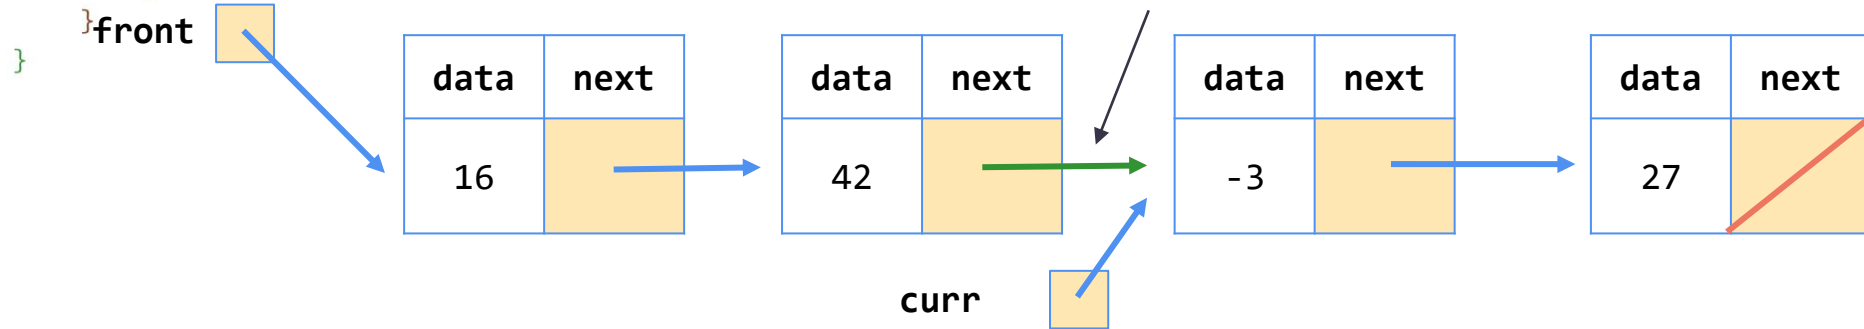 }
front
}
data next data next data next data next
16 42 -3 27
curr